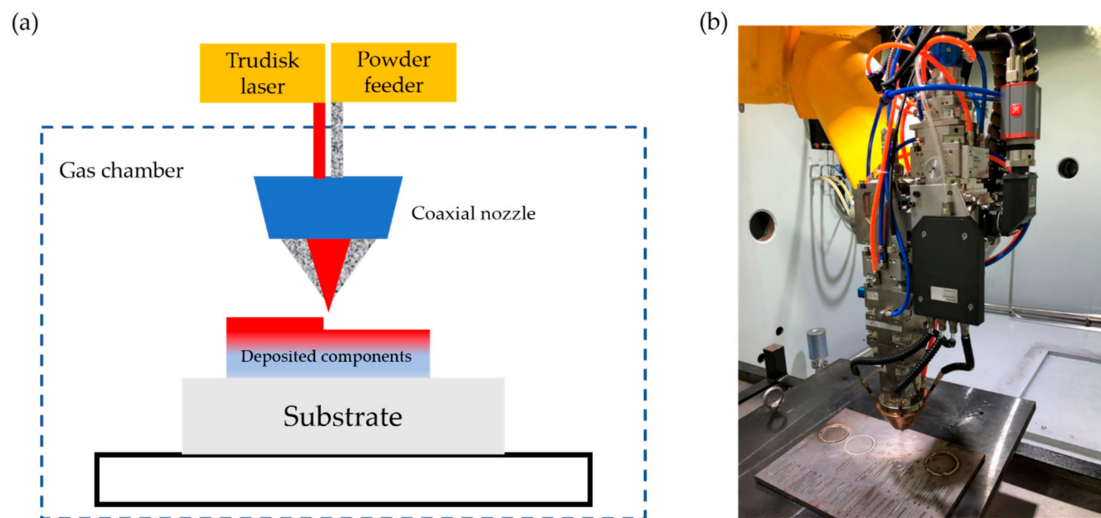 (a)
Trudisk
laser
Powder
feeder
Gas chamber
Coaxial nozzle
Deposited components
Substrate
(b)